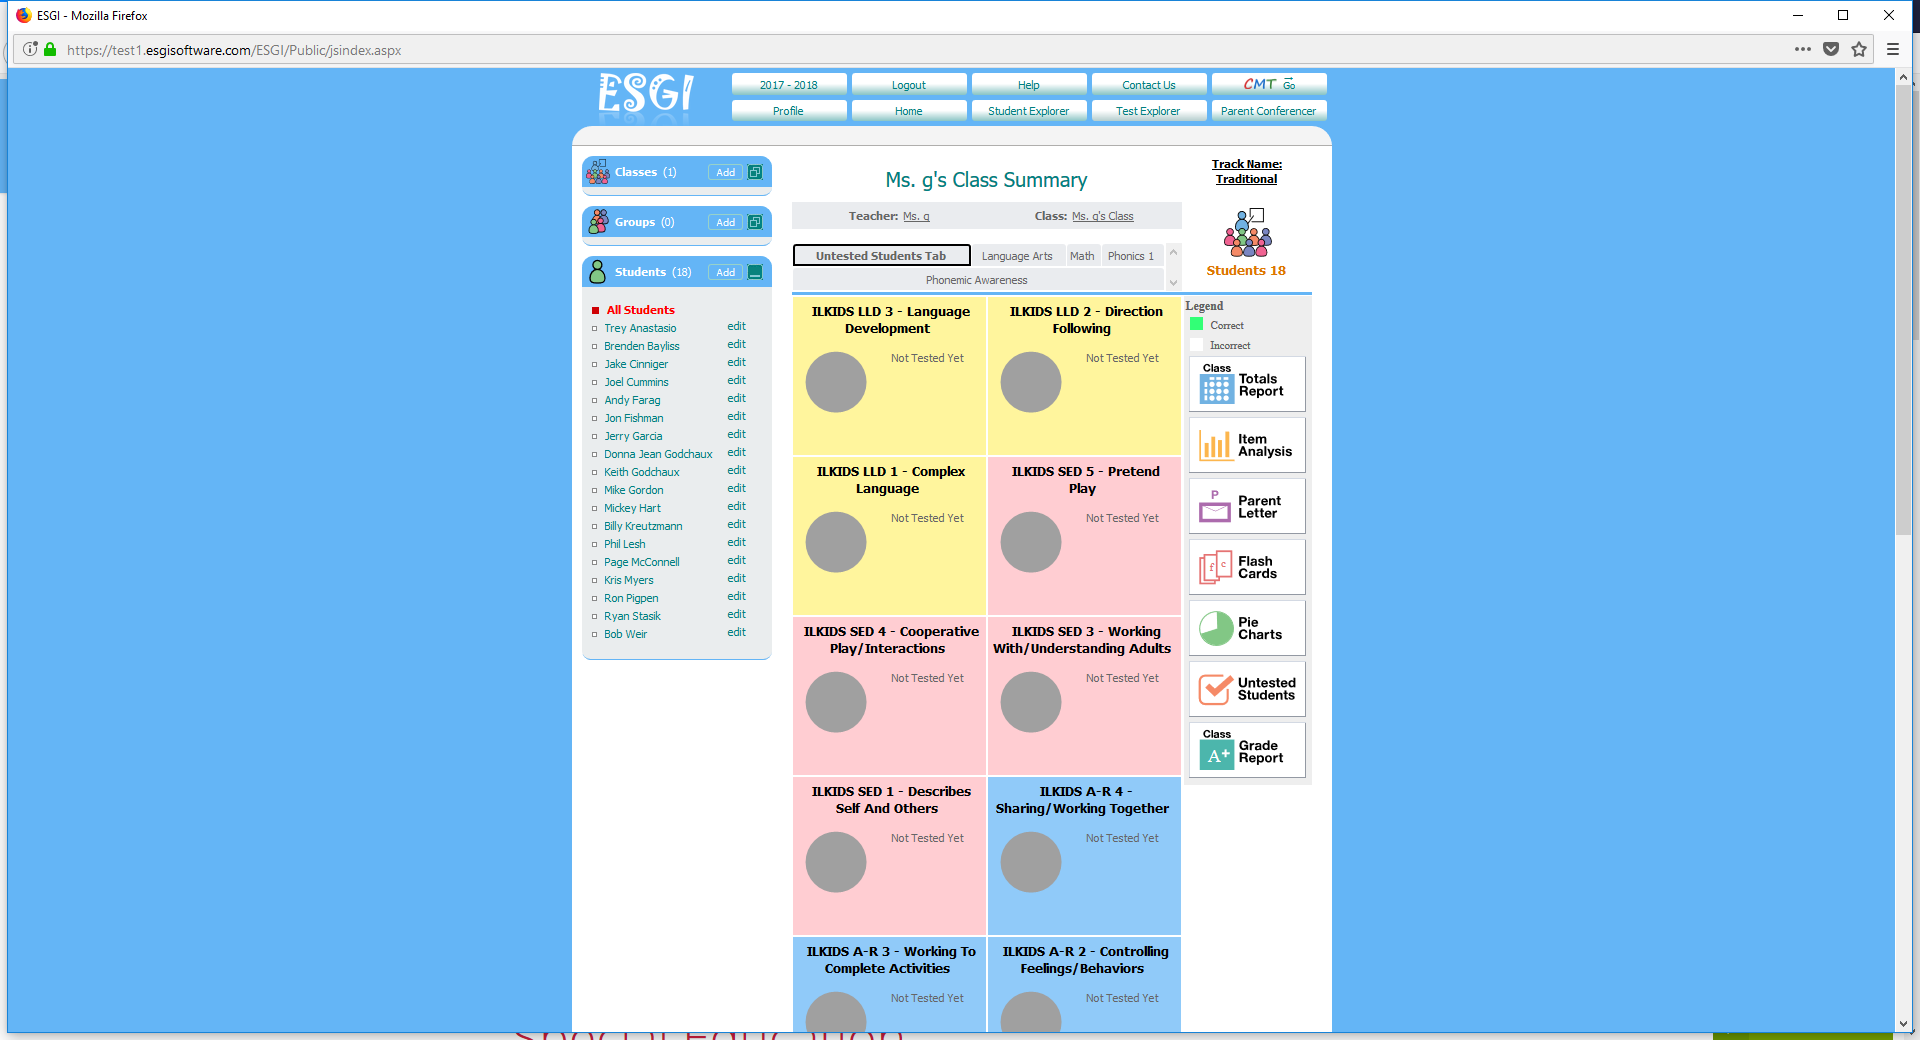 ESGI - Mozilla Firefox
https://test1.esgisoftware.com/ESGI/Public/jsindex.aspx
ESGI
2017 - 2018
Logout
Help
Contact Us
CMT Go
Profile
Home
Student Explorer
Test Explorer
Parent Conferencer
Classes (1)
Add
Groups (0)
Add
Students (18)
Add
All Students
Trey Anastasio edit
Brenden Bayliss edit
Jake Cinniger edit
Joel Cummins edit
Andy Farag edit
Jon Fishman edit
Jerry Garcia edit
Donna Jean Godchaux edit
Keith Godchaux edit
Mike Gordon edit
Mickey Hart edit
Billy Kreutzmann edit
Phil Lesh edit
Page McConnell edit
Kris Myers edit
Ron Pigpen edit
Ryan Stasik edit
Bob Weir edit
Ms. g's Class Summary
Teacher: Ms. g
Class: Ms. g's Class
Untested Students Tab
Language Arts
Math
Phonics 1
Phonemic Awareness
ILKIDS LLD 3 - Language
Development
Not Tested Yet
ILKIDS LLD 2 - Direction
Following
Not Tested Yet
ILKIDS LLD 1 - Complex
Language
Not Tested Yet
ILKIDS SED 5 - Pretend
Play
Not Tested Yet
ILKIDS SED 4 - Cooperative
Play/Interactions
Not Tested Yet
ILKIDS SED 3 - Working
With/Understanding Adults
Not Tested Yet
ILKIDS SED 1 - Describes
Self And Others
Not Tested Yet
ILKIDS A-R 4 -
Sharing/Working Together
Not Tested Yet
ILKIDS A-R 3 - Working To
Complete Activities
Not Tested Yet
ILKIDS A-R 2 - Controlling
Feelings/Behaviors
Not Tested Yet
Track Name:
Traditional
Students 18
Legend
Correct
Incorrect
Class
Totals
Report
Item
Analysis
P
Parent
Letter
f c
Flash
Cards
Pie
Charts
Untested
Students
Class
A+
Grade
Report
Special Education